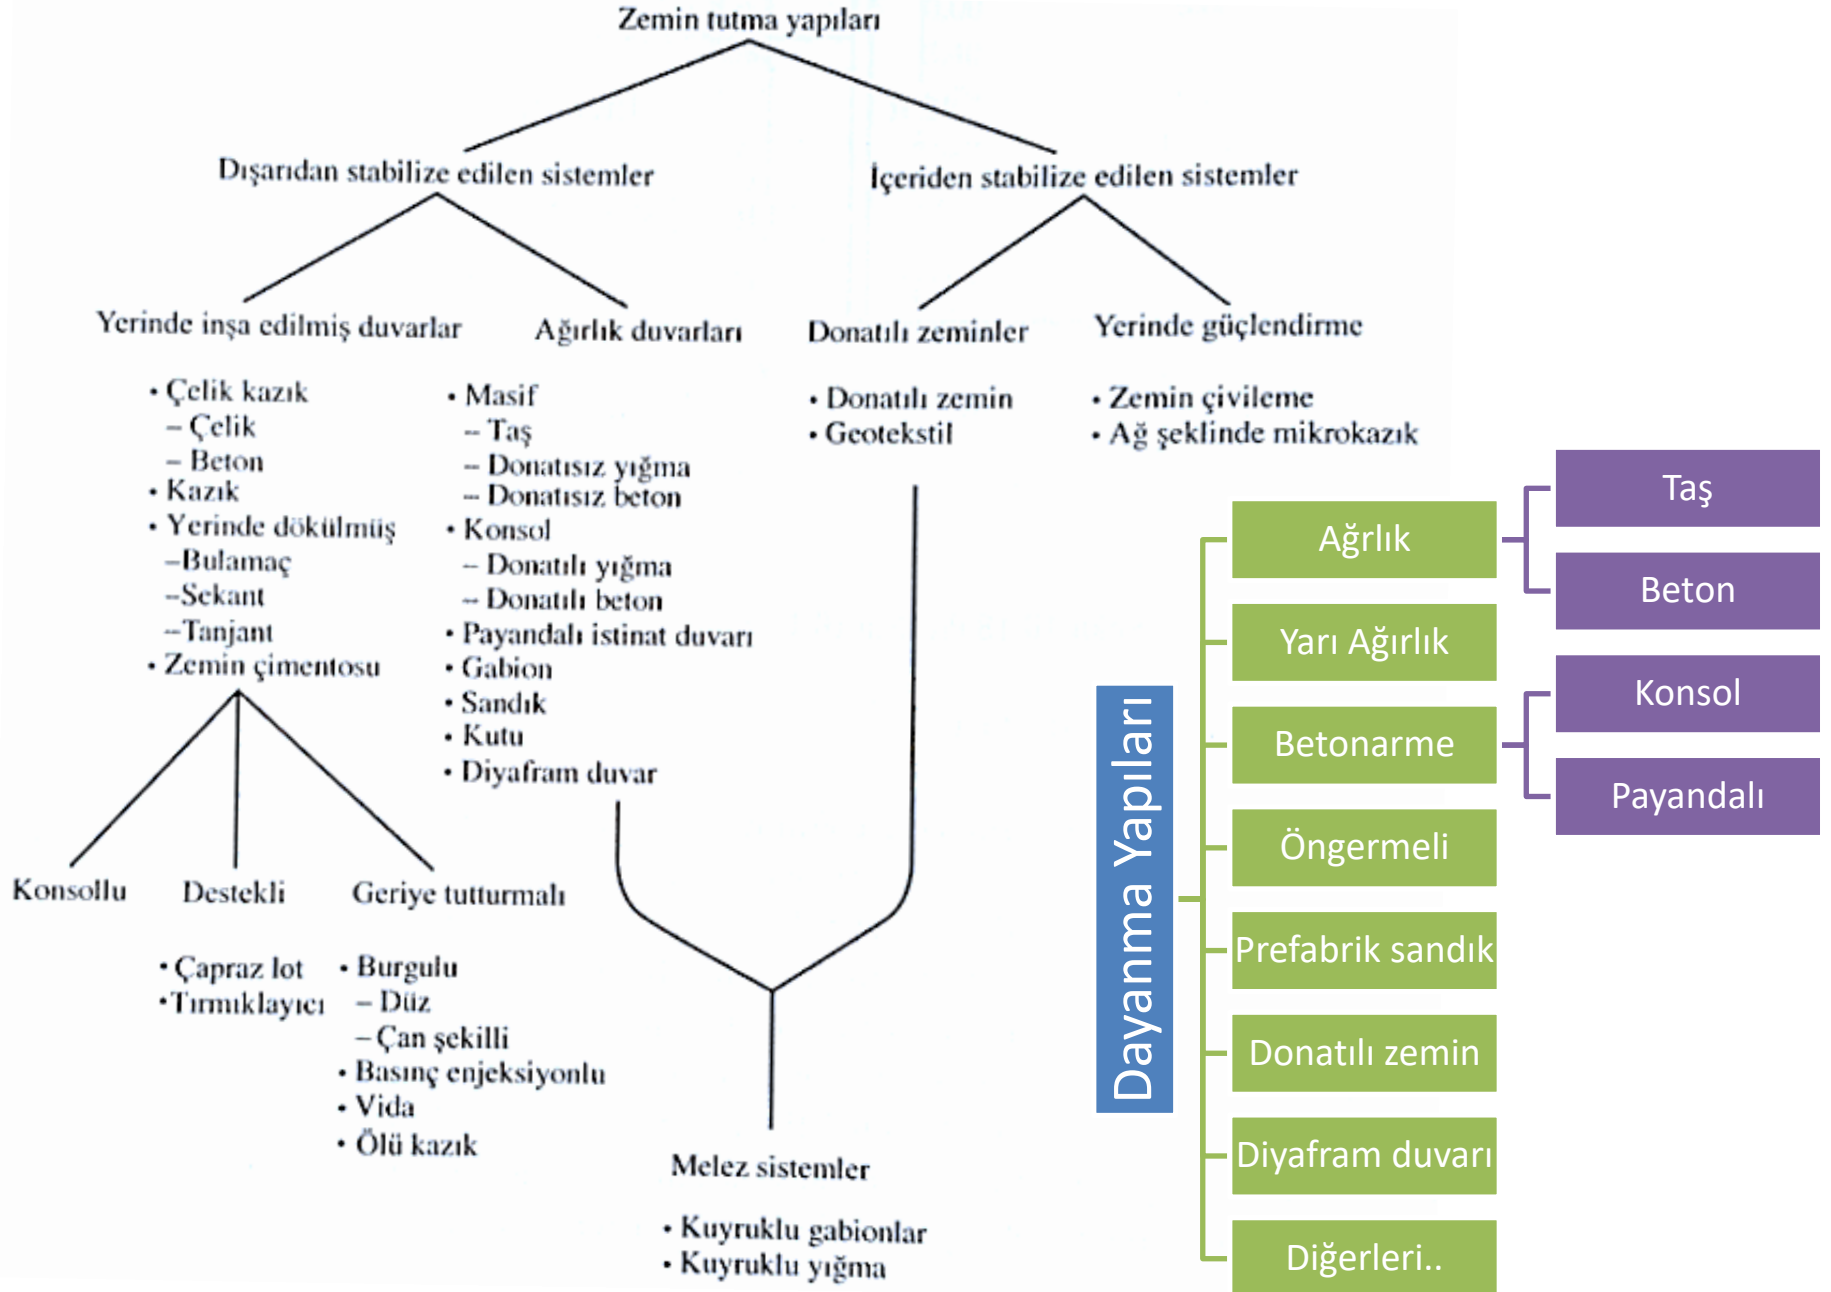 Zemin tutma yapıları
Dışarıdan stabilize edilen sistemler
İçeriden stabilize edilen sistemler
Yerinde inşa edilmiş duvarlar
Ağırlık duvarları
Donatılı zeminler
Yerinde güçlendirme
• Çelik kazık
– Çelik
– Beton
• Kazık
• Yerinde dökülmüş
–Bulamaç
–Sekant
–Tanjant
• Zemin çimentosu
• Masif
– Taş
– Donatısız yığma
– Donatısız beton
• Konsol
– Donatılı yığma
– Donatılı beton
• Payandalı istinat duvarı
• Gabion
• Sandık
• Kutu
• Diyafram duvar
• Donatılı zemin
• Geotekstil
• Zemin çivileme
• Ağ şeklinde mikrokazık
Konsollu
Destekli
Geriye tutturmalı
• Çapraz lot
• Tırmıklayıcı
• Burgulu
– Düz
– Çan şekilli
• Basınç enjeksiyonlu
• Vida
• Ölü kazık
Melez sistemler
• Kuyruklu gabionlar
• Kuyruklu yığma
Dayanma Yapıları
Ağrlık
Taş
Beton
Yarı Ağırlık
Betonarme
Konsol
Payandalı
Öngermeli
Prefabrik sandık
Donatılı zemin
Diyafram duvarı
Diğerleri..